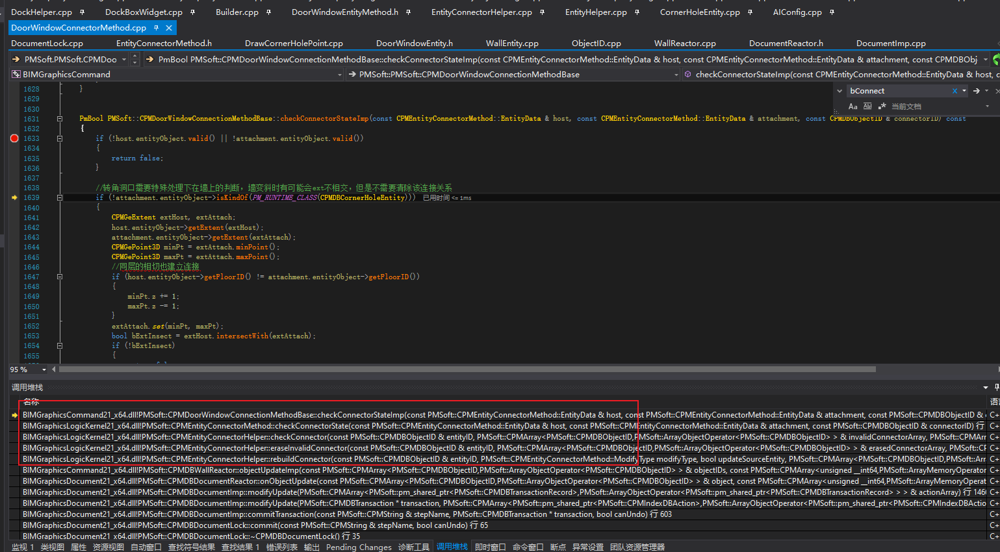 DockHelper.cpp DockBoxWidget.cpp Builder.cpp DoorWindowEntityMethod.h EntityConnectorHelper.cpp EntityHelper.cpp CornerHoleEntity.cpp AIConfig.cpp
DoorWindowConnectorMethod.cpp
DocumentLock.cpp EntityConnectorMethod.h DrawCornerHolePoint.cpp DoorWindowEntity.h WallEntity.cpp ObjectID.cpp WallReactor.cpp DocumentReactor.h DocumentImp.cpp
PMSoft.PMSoft.CPMDoo PmBool PMSoft::CPMDoorWindowConnectionMethodBase::checkConnectorStateImp(const CPMEntityConnectorMethod::EntityData & host, const CPMEntityConnectorMethod::EntityData & attachment, const CPMDBObj
BIMGraphicsCommand PMSoft::PMSoft::CPMDoorWindowConnectionMethodBase checkConnectorStateImp(const CPMEntityConnectorMethod::EntityData & host, c
bConnect
Aa Ab .* 当前文档
1628 }
1629
1630
1631 PmBool PMSoft::CPMDoorWindowConnectionMethodBase::checkConnectorStateImp(const CPMEntityConnectorMethod::EntityData & host, const CPMEntityConnectorMethod::EntityData & attachment, const CPMDBObjectID & connectorID) const
1632 {
1633 if (!host.entityObject.valid() || !attachment.entityObject.valid())
1634 {
1635 return false;
1636 }
1637
1638 //转角洞口需要特殊处理下在墙上的判断，墙变斜时有可能会ext不相交，但是不需要清除该连接关系
1639 if (!attachment.entityObject->isKindOf(PM_RUNTIME_CLASS(CPMDBCornerHoleEntity))) 已用时间 <= 1ms
1640 {
1641 CPMGeExtent extHost, extAttach;
1642 host.entityObject->getExtent(extHost);
1643 attachment.entityObject->getExtent(extAttach);
1644 CPMGePoint3D minPt = extAttach.minPoint();
1645 CPMGePoint3D maxPt = extAttach.maxPoint();
1646 //同层的相切也建立连接
1647 if (host.entityObject->getFloorID() != attachment.entityObject->getFloorID())
1648 {
1649 minPt.z += 1;
1650 maxPt.z -= 1;
1651 }
1652 extAttach.set(minPt, maxPt);
1653 bool bExtInsect = extHost.intersectWith(extAttach);
1654 if (!bExtInsect)
1655 {
95 %
调用堆栈
名称 语言
BIMGraphicsCommand21_x64.dll!PMSoft::CPMDoorWindowConnectionMethodBase::checkConnectorStateImp(const PMSoft::CPMEntityConnectorMethod::EntityData & host, const PMSoft::CPMEntityConnectorMethod::EntityData & attachment, const PMSoft::CPMDBObjectID & c C+
BIMGraphicsLogicKernel21_x64.dll!PMSoft::CPMEntityConnectorMethod::checkConnectorState(const PMSoft::CPMEntityConnectorMethod::EntityData & host, const PMSoft::CPMEntityConnectorMethod::EntityData & attachment, const PMSoft::CPMDBObjectID & connectorID) 行 C+
BIMGraphicsLogicKernel21_x64.dll!PMSoft::CPMEntityConnectorHelper::checkConnector(const PMSoft::CPMDBObjectID & entityID, PMSoft::CPMArray<PMSoft::CPMDBObjectID,PMSoft::ArrayObjectOperator<PMSoft::CPMDBObjectID> > & invalidConnectorArray, PMSoft::CPMArr C+
BIMGraphicsLogicKernel21_x64.dll!PMSoft::CPMEntityConnectorHelper::eraseInvalidConnector(const PMSoft::CPMDBObjectID & entityID, PMSoft::CPMArray<PMSoft::CPMDBObjectID,PMSoft::ArrayObjectOperator<PMSoft::CPMDBObjectID> > & erasedConnectorArray, PMSoft::CP C+
BIMGraphicsLogicKernel21_x64.dll!PMSoft::CPMEntityConnectorHelper::rebuildConnector(const PMSoft::CPMDBObjectID & entityID, PMSoft::CPMEntityConnectorMethod::ModifyType modifyType, bool updateSourceEntity, PMSoft::CPMArray<PMSoft::CPMDBObjectID,PMSoft: C+
BIMGraphicsCommand21_x64.dll!PMSoft::CPMDBWallReactor::objectUpdateImp(const PMSoft::CPMArray<PMSoft::CPMDBObjectID,PMSoft::ArrayObjectOperator<PMSoft::CPMDBObjectID> > & objectIDs, const PMSoft::CPMArray<unsigned __int64,PMSoft::ArrayMemoryOperator C+
BIMGraphicsDocument21_x64.dll!PMSoft::CPMDBDocumentReactor::onObjectUpdate(const PMSoft::CPMArray<PMSoft::CPMDBObjectID,PMSoft::ArrayObjectOperator<PMSoft::CPMDBObjectID> > & object, const PMSoft::CPMArray<unsigned __int64,PMSoft::ArrayMemoryOperat C+
BIMGraphicsDocument21_x64.dll!PMSoft::CPMDBDocumentImp::modifyUpdate(PMSoft::CPMArray<PMSoft::pm_shared_ptr<PMSoft::CPMDBTransactionRecord>,PMSoft::ArrayObjectOperator<PMSoft::pm_shared_ptr<PMSoft::CPMDBTransactionRecord> > > & actionArray) 行 1460 C+
BIMGraphicsDocument21_x64.dll!PMSoft::CPMDBDocumentImp::modifyUpdate(PMSoft::CPMDBTransaction * transaction, PMSoft::CPMArray<PMSoft::pm_shared_ptr<PMSoft::CPMIndexDBAction>,PMSoft::ArrayObjectOperator<PMSoft::pm_shared_ptr<PMSoft::CPMIndexDBAction C+
BIMGraphicsDocument21_x64.dll!PMSoft::CPMDBDocumentImp::commitTransaction(const PMSoft::CPMString & stepName, PMSoft::CPMDBTransaction * transaction, bool canUndo) 行 603 C+
BIMGraphicsDocument21_x64.dll!PMSoft::CPMDBDocumentLock::commit(const PMSoft::CPMString & stepName, bool canUndo) 行 65 C+
BIMGraphicsDocument21_x64.dll!PMSoft::CPMDBDocumentLock::~CPMDBDocumentLock() 行 35 C+
监视 1 类视图 属性 资源视图 自动窗口 查找符号结果 查找结果 1 错误列表 输出 Pending Changes 诊断工具 调用堆栈 即时窗口 命令窗口 断点 异常设置 团队资源管理器